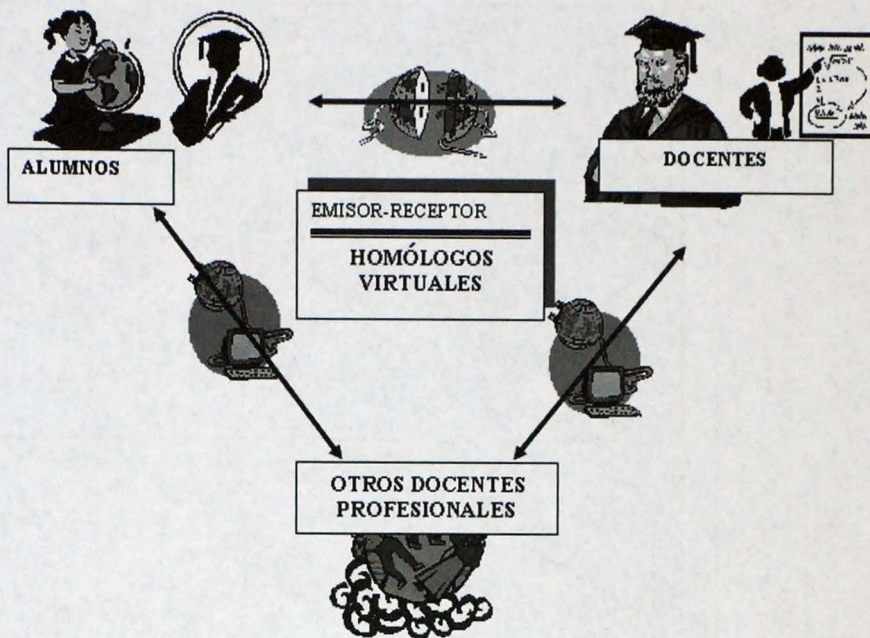 ALUMNOS
DOCENTES
EMISOR-RECEPTOR
HOMÓLOGOS
VIRTUALES
OTROS DOCENTES
PROFESIONALES